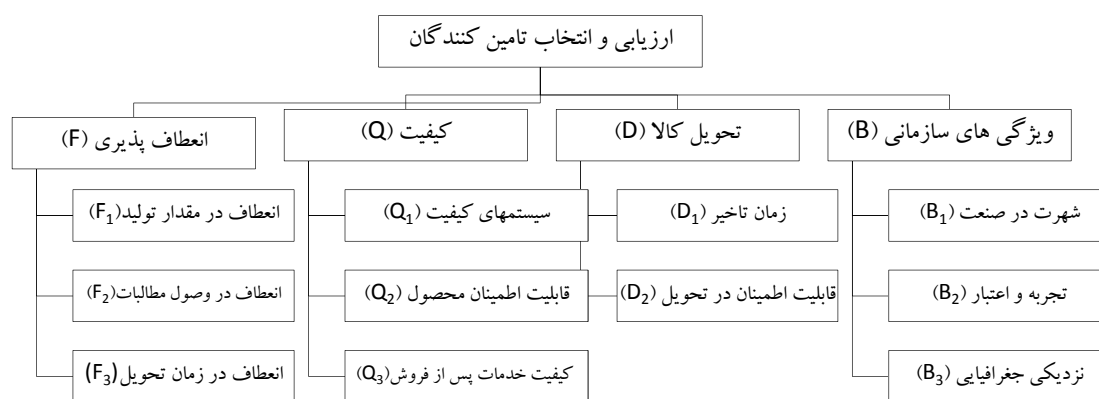 ارزیابی و انتخاب تامین کنندگان
ویژگی های سازمانی (B)
تحویل کالا (D)
کیفیت (Q)
انعطاف پذیری (F)
شهرت در صنعت (B₁)
زمان تاخیر (D₁)
سیستمهای کیفیت (Q₁)
انعطاف در مقدار تولید(F₁)
تجربه و اعتبار (B₂)
قابلیت اطمینان در تحویل (D₂)
قابلیت اطمینان محصول (Q₂)
انعطاف در وصول مطالبات(F₂)
نزدیکی جغرافیایی (B₃)
کیفیت خدمات پس از فروش(Q₃)
انعطاف در زمان تحویل(F₃)